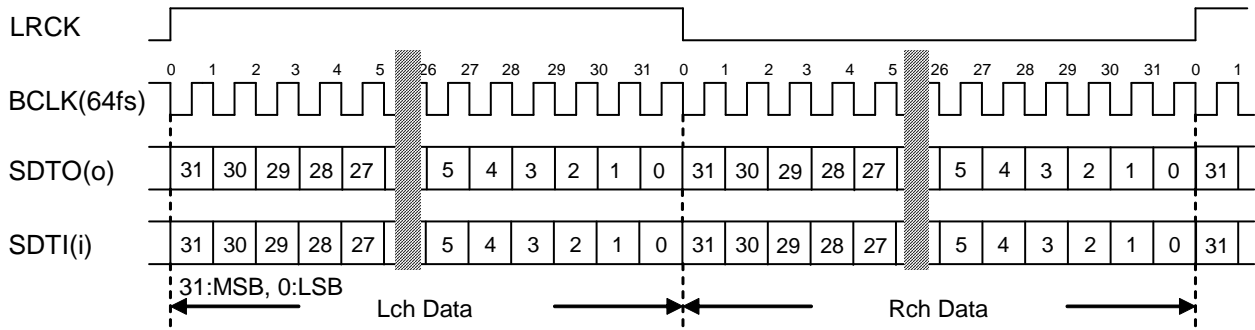 LRCK
0 1 2 3 4 5 26 27 28 29 30 31 0 1 2 3 4 5 26 27 28 29 30 31 0 1
BCLK(64fs)
SDTO(o) 31 30 29 28 27 5 4 3 2 1 0 31 30 29 28 27 5 4 3 2 1 0 31
SDTI(i) 31 30 29 28 27 5 4 3 2 1 0 31 30 29 28 27 5 4 3 2 1 0 31
31:MSB, 0:LSB
Lch Data Rch Data